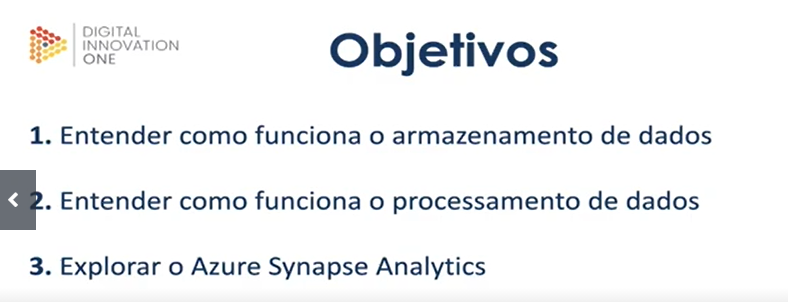 DIGITAL
INNOVATION
ONE
Objetivos
1. Entender como funciona o armazenamento de dados
2. Entender como funciona o processamento de dados
3. Explorar o Azure Synapse Analytics